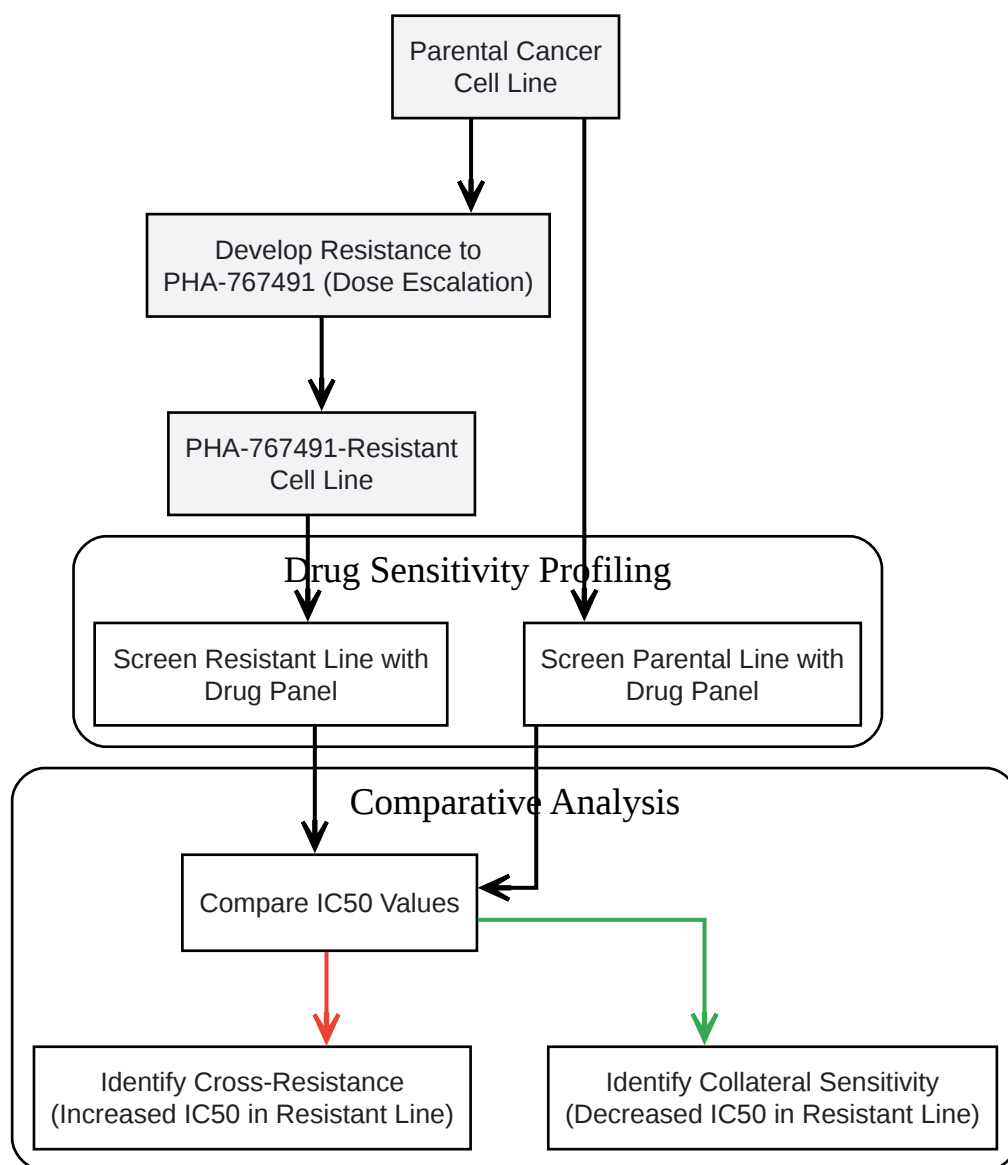 Parental Cancer
Cell Line
Develop Resistance to
PHA-767491 (Dose Escalation)
PHA-767491-Resistant
Cell Line
Drug Sensitivity Profiling
Screen Resistant Line with
Drug Panel
Screen Parental Line with
Drug Panel
Comparative Analysis
Compare IC50 Values
Identify Cross-Resistance
(Increased IC50 in Resistant Line)
Identify Collateral Sensitivity
(Decreased IC50 in Resistant Line)